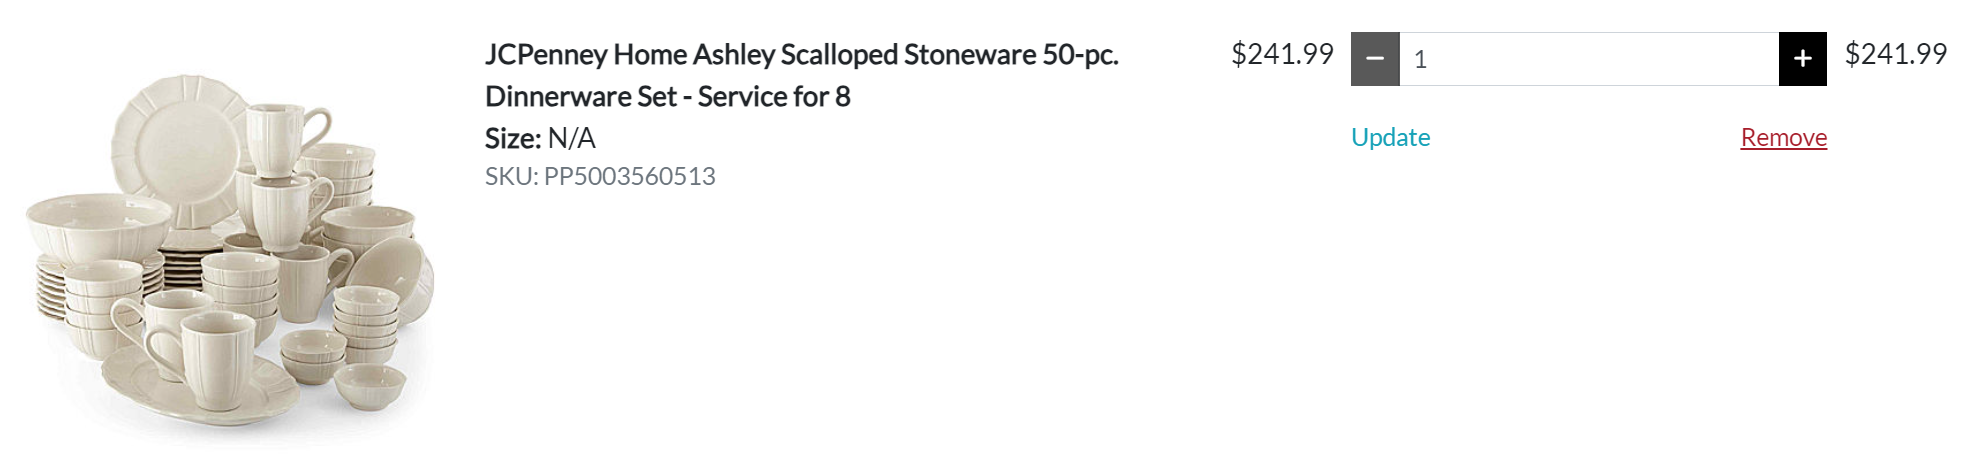 JCPenney Home Ashley Scalloped Stoneware 50-pc.
Dinnerware Set - Service for 8
Size: N/A
SKU: PP5003560513
$241.99
− 1 +
$241.99
Update
Remove